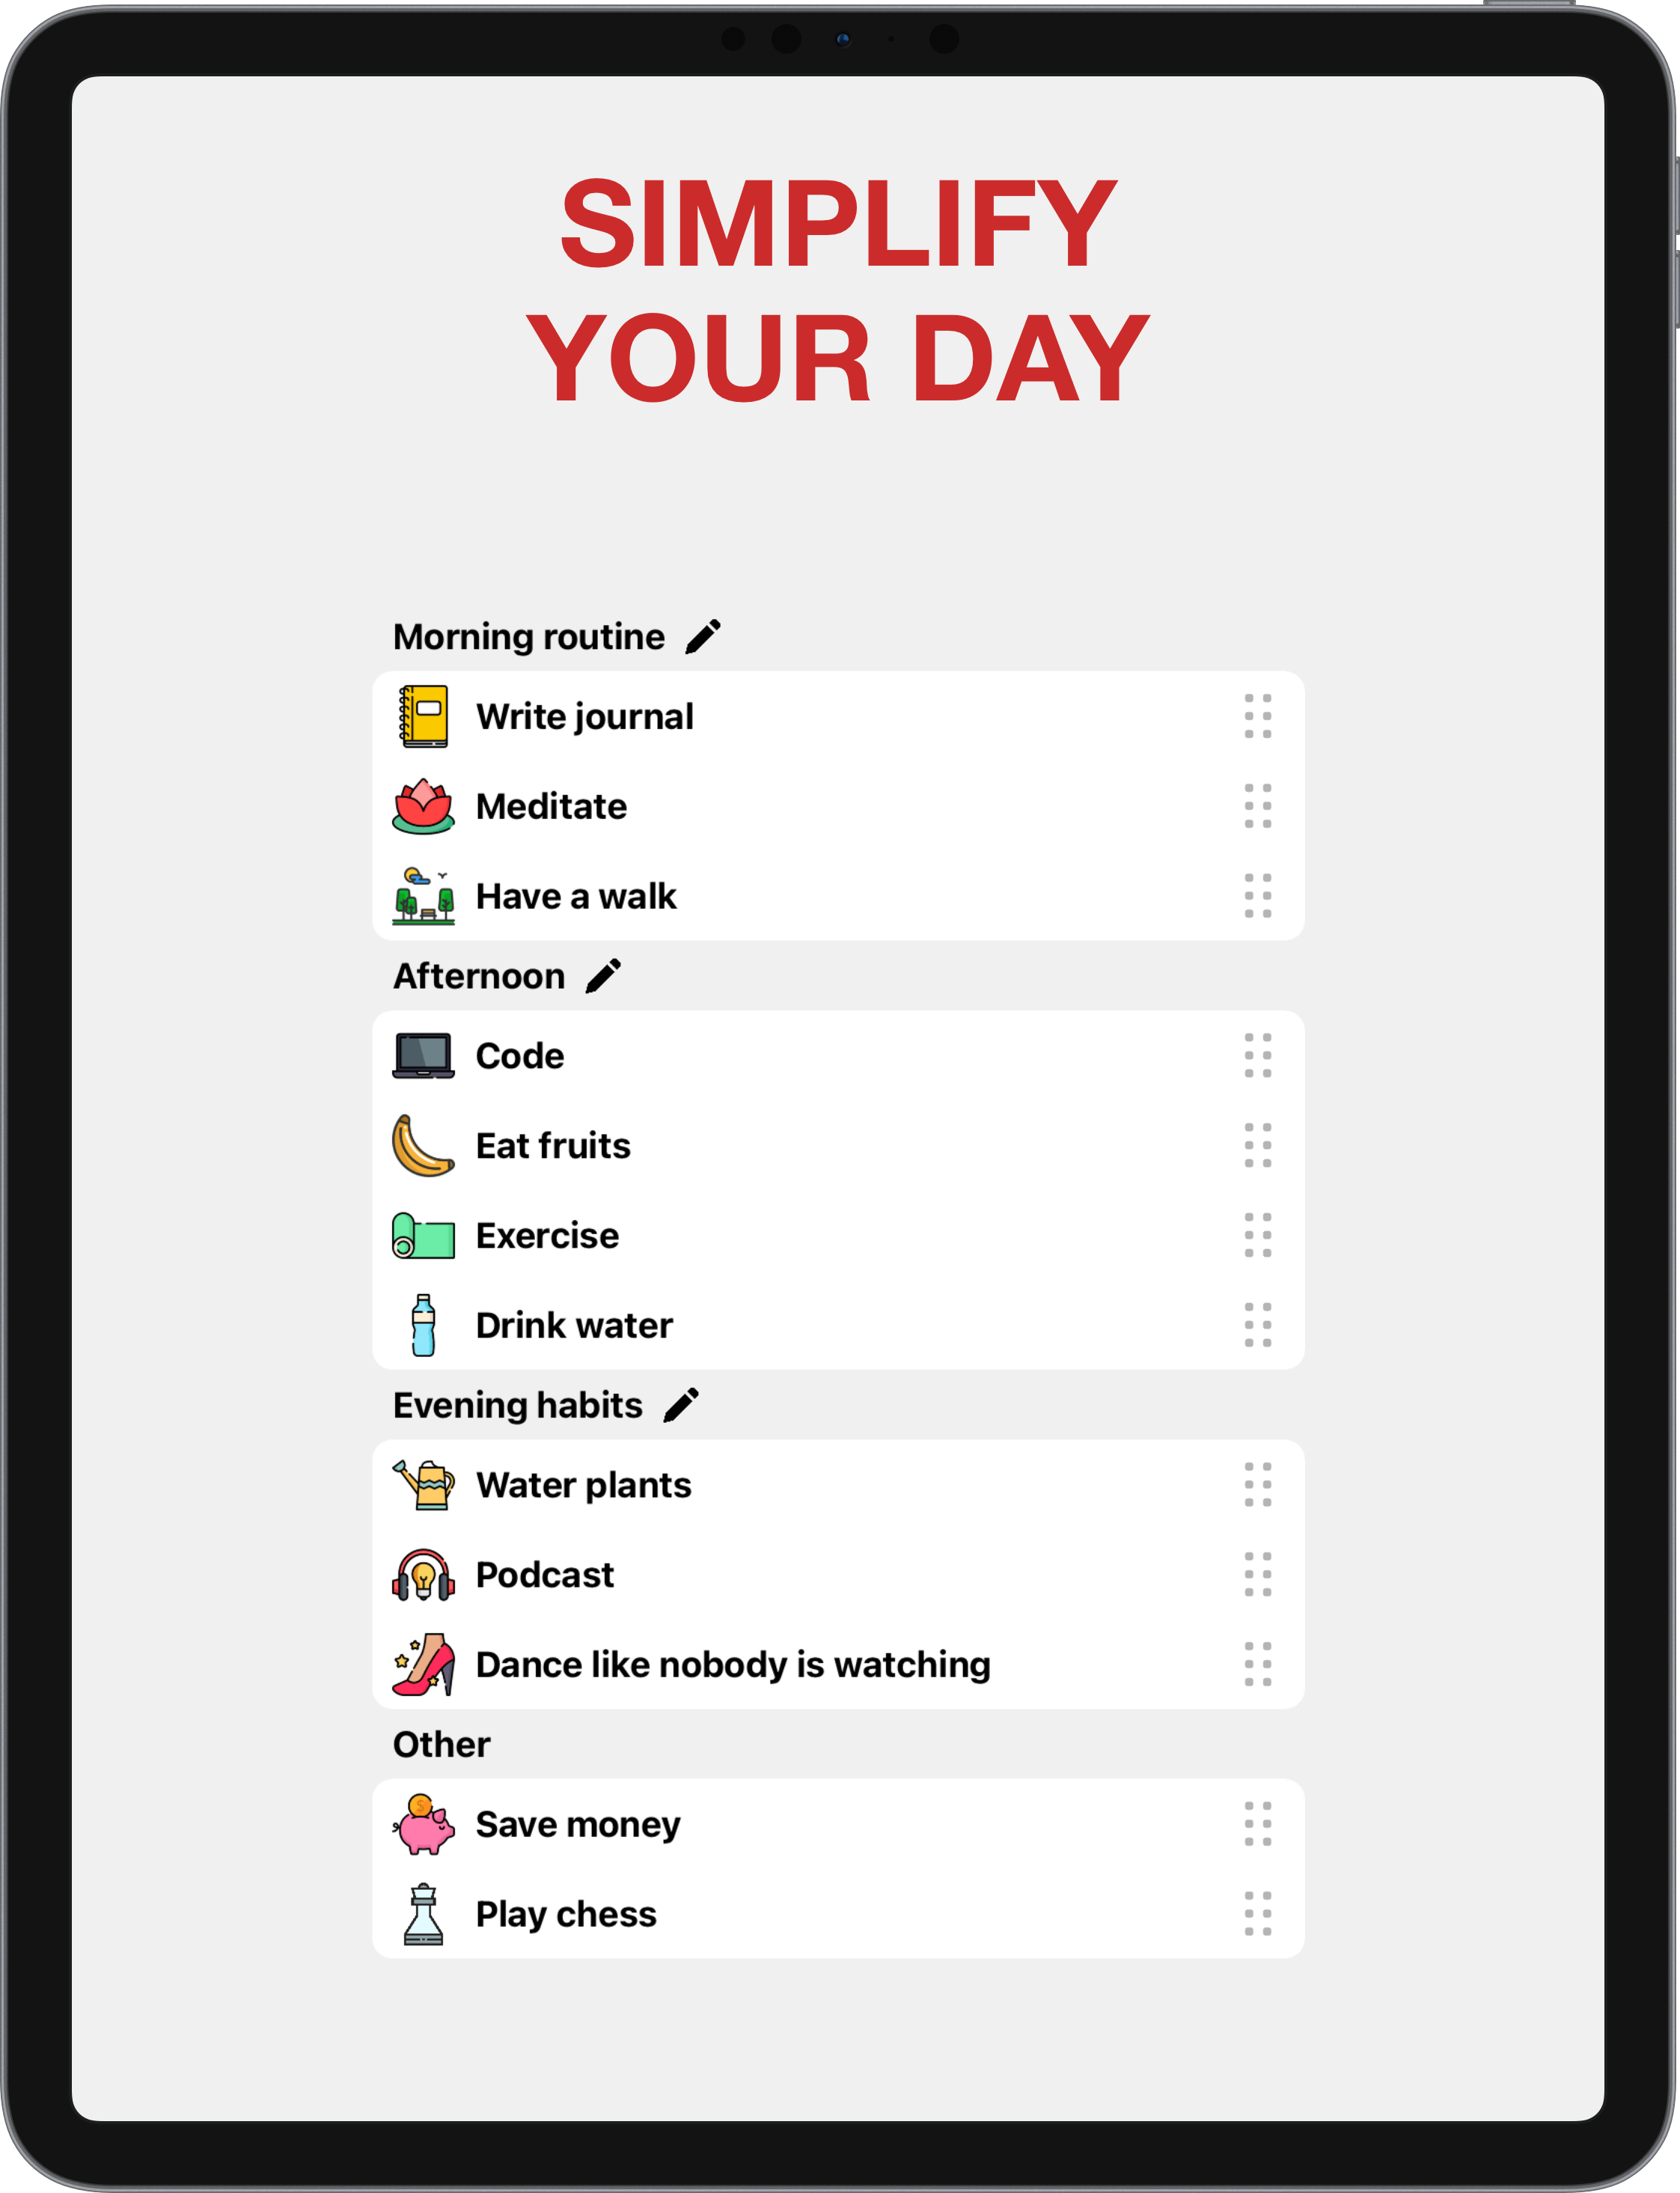 SIMPLIFY
YOUR DAY
Morning routine
Write journal
Meditate
Have a walk
Afternoon
Code
Eat fruits
Exercise
Drink water
Evening habits
Water plants
Podcast
Dance like nobody is watching
Other
Save money
Play chess